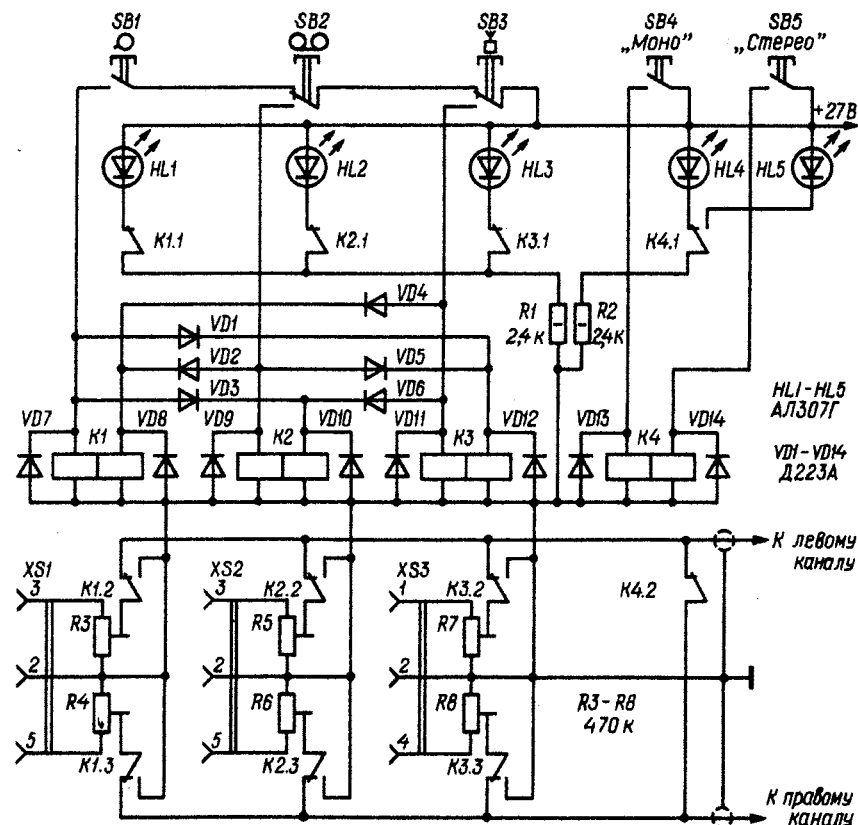 SB1 SB2 SB3 SB4 SB5
„Моно" „Стерео"
+27В
HL1 HL2 HL3 HL4 HL5
K1.1 K2.1 K3.1 K4.1
VD4
R1 R2
VD1
2,4 к 2,4 к
VD2 VD5
VD3 VD6
HL1-HL5
АЛ307Г
VD7 K1 VD8 VD9 K2 VD10 VD11 K3 VD12 VD13 K4 VD14
VD1-VD14
Д223А
К левому
каналу
XS1 K1.2 XS2 K2.2 XS3 K3.2 K4.2
3 3 1
R3 R5 R7
2 2 2
R4 R6 R8
R3-R8
470 к
5 5 4
K1.3 K2.3 K3.3
К правому
каналу